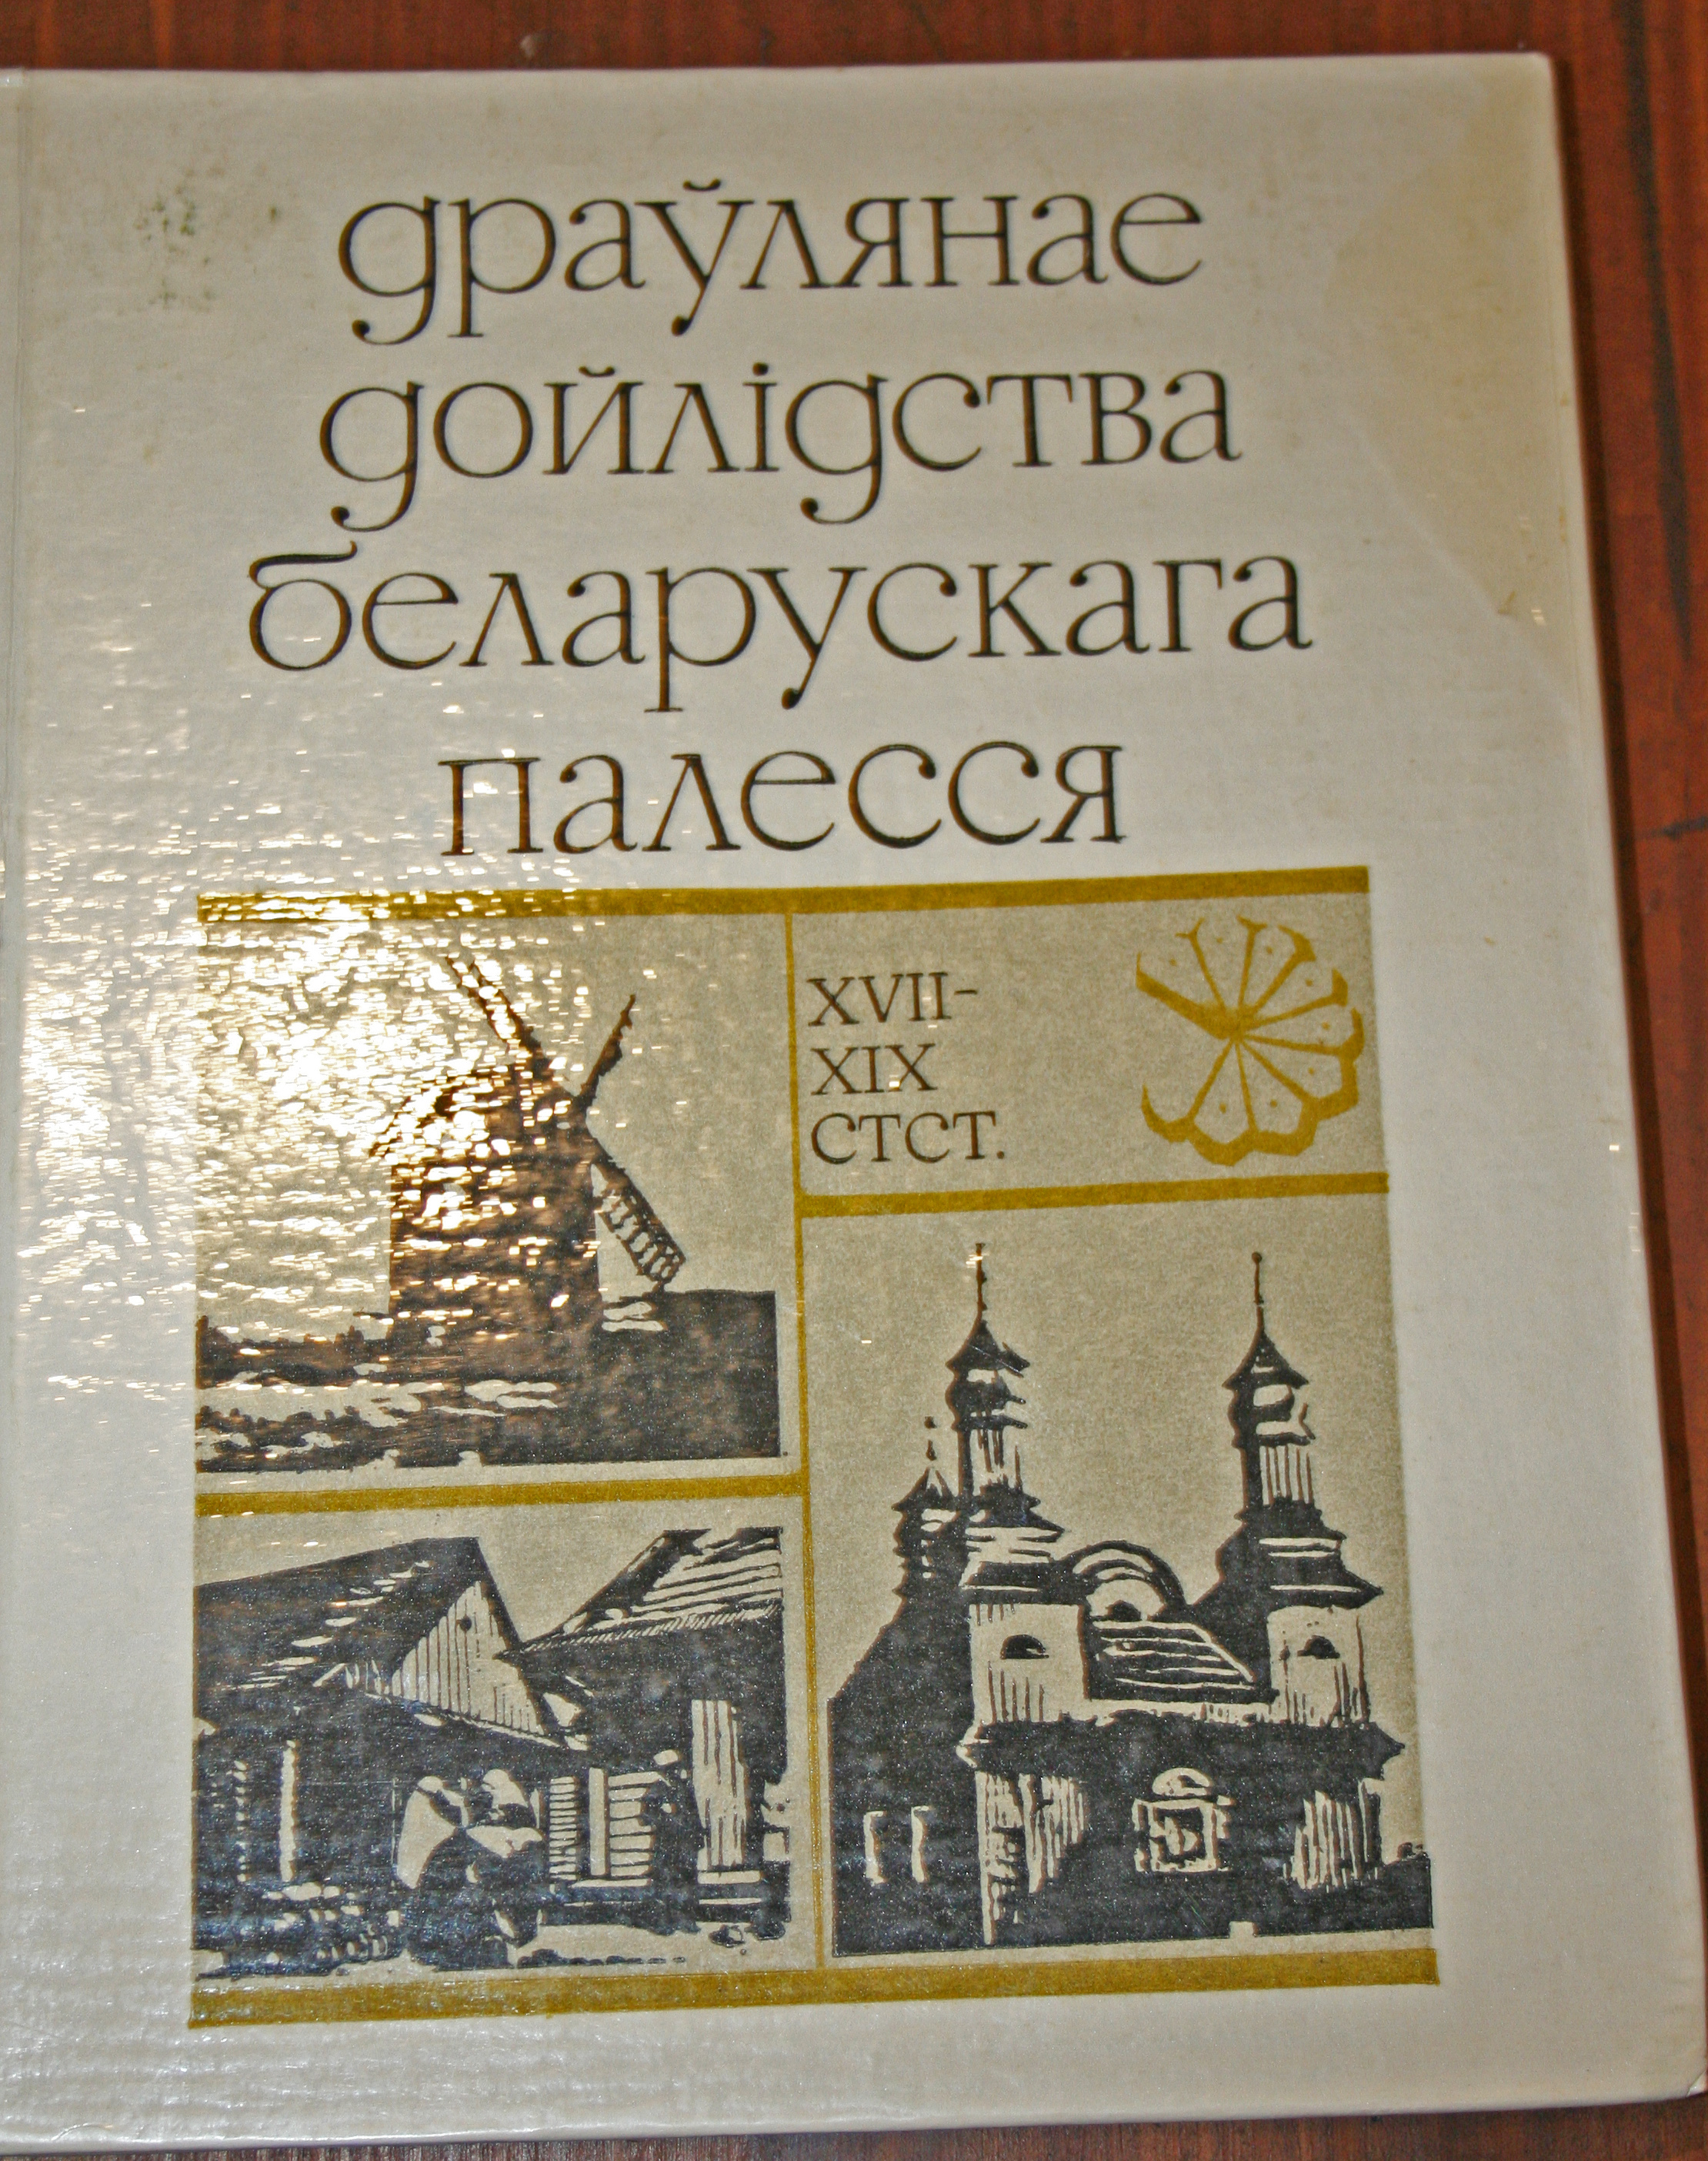 драўлянае
дойлідства
беларускага
палесся
XVII-
XIX
СТСТ.